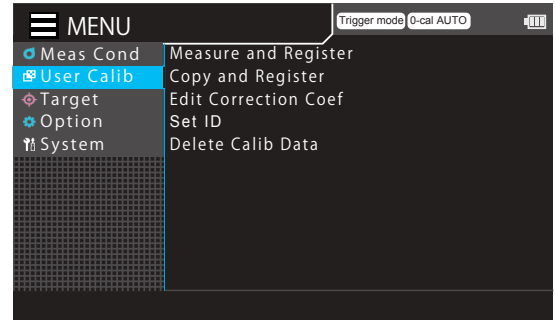 MENU
Trigger mode 0-cal AUTO
Meas Cond
User Calib
Target
Option
System
Measure and Register
Copy and Register
Edit Correction Coef
Set ID
Delete Calib Data